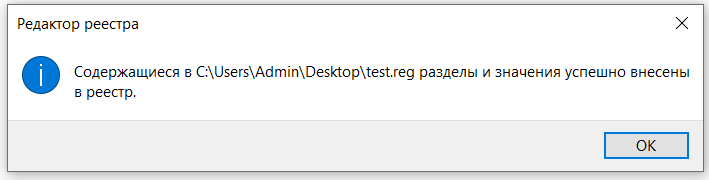 Редактор реестра
Содержащиеся в C:\Users\Admin\Desktop\test.reg разделы и значения успешно внесены
в реестр.
OK